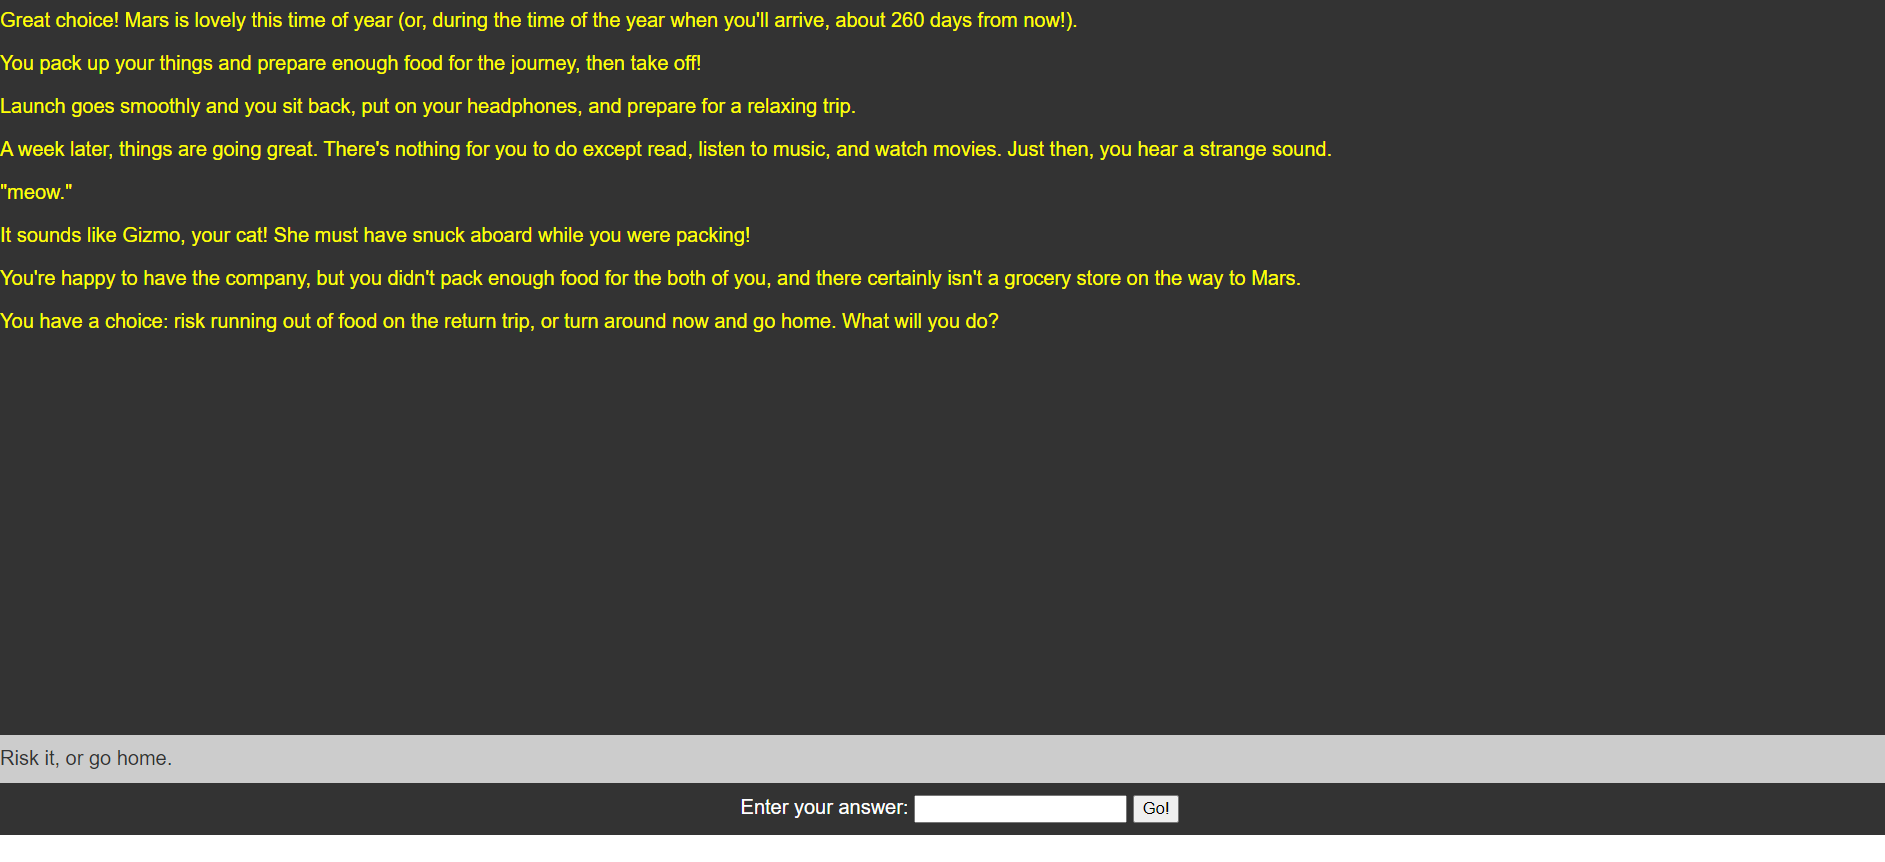 Great choice! Mars is lovely this time of year (or, during the time of the year when you'll arrive, about 260 days from now!).
You pack up your things and prepare enough food for the journey, then take off!
Launch goes smoothly and you sit back, put on your headphones, and prepare for a relaxing trip.
A week later, things are going great. There's nothing for you to do except read, listen to music, and watch movies. Just then, you hear a strange sound.
"meow."
It sounds like Gizmo, your cat! She must have snuck aboard while you were packing!
You're happy to have the company, but you didn't pack enough food for the both of you, and there certainly isn't a grocery store on the way to Mars.
You have a choice: risk running out of food on the return trip, or turn around now and go home. What will you do?
Risk it, or go home.
Enter your answer: Go!